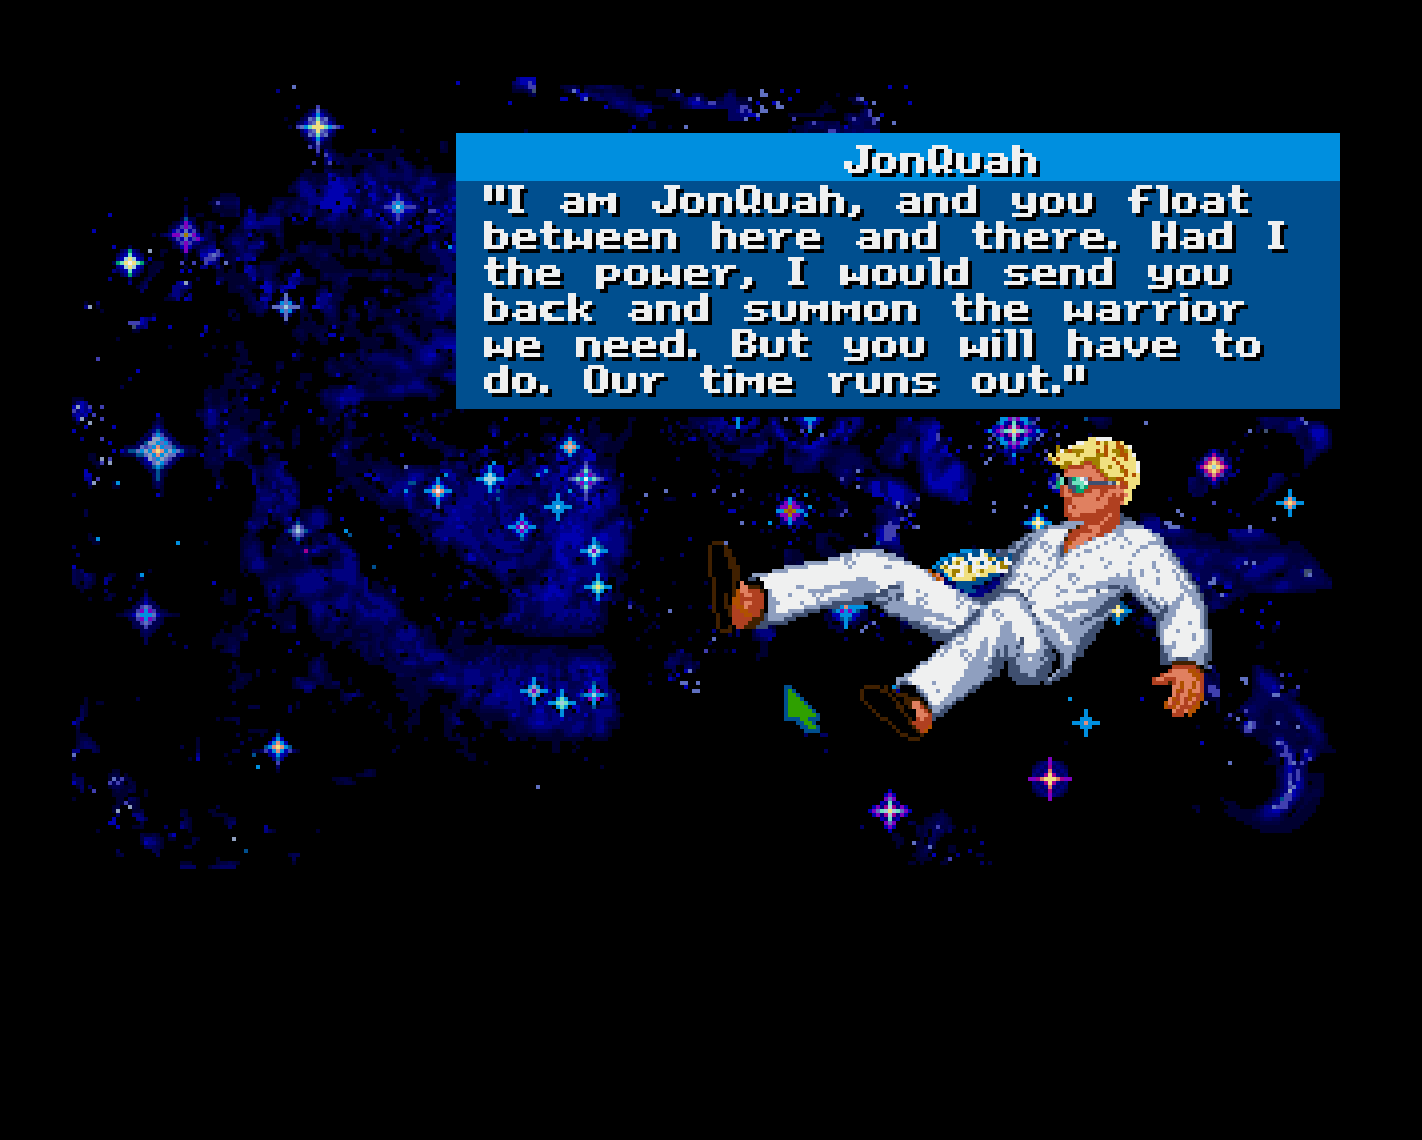 JonQuah
"I am JonQuah, and you float
between here and there. Had I
the power, I would send you
back and summon the warrior
we need. But you will have to
do. Our time runs out."